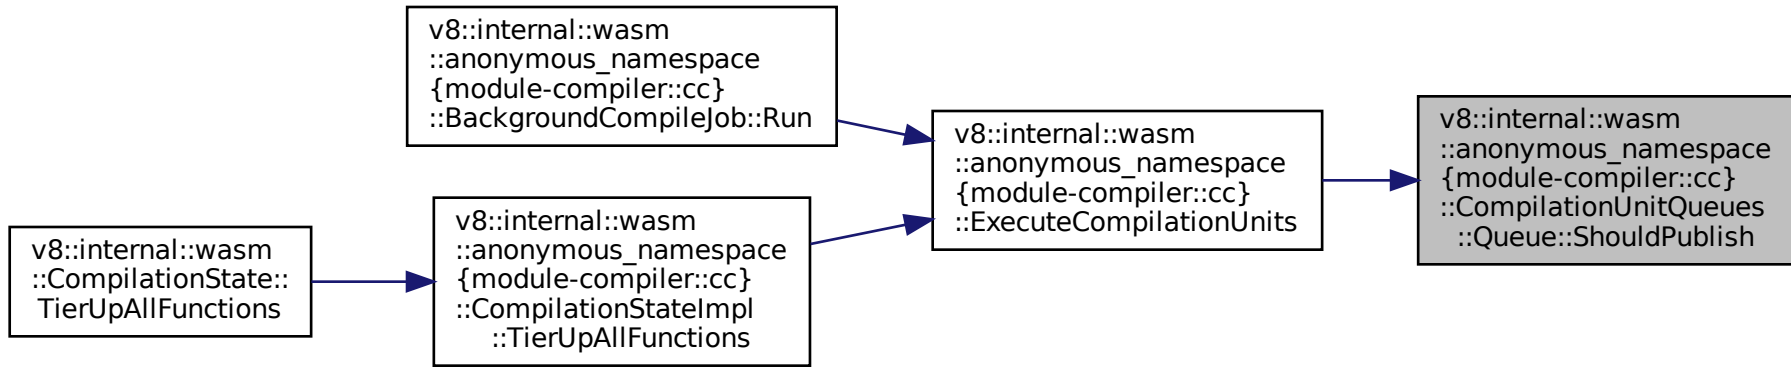 v8::internal::wasm
::anonymous_namespace
{module-compiler::cc}
::BackgroundCompileJob::Run
v8::internal::wasm
::CompilationState::
TierUpAllFunctions
v8::internal::wasm
::anonymous_namespace
{module-compiler::cc}
::CompilationStateImpl
::TierUpAllFunctions
v8::internal::wasm
::anonymous_namespace
{module-compiler::cc}
::ExecuteCompilationUnits
v8::internal::wasm
::anonymous_namespace
{module-compiler::cc}
::CompilationUnitQueues
::Queue::ShouldPublish